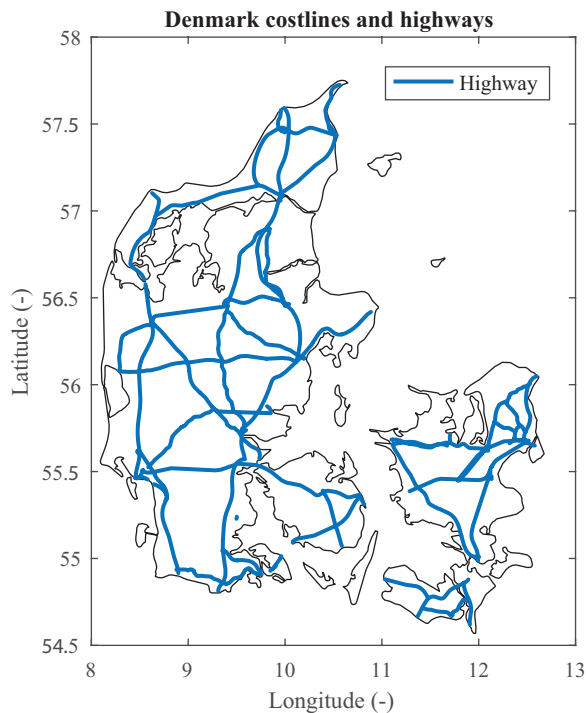 Denmark costlines and highways
Highway
58
57.5
57
56.5
56
55.5
55
54.5
8 9 10 11 12 13
Latitude (-)
Longitude (-)